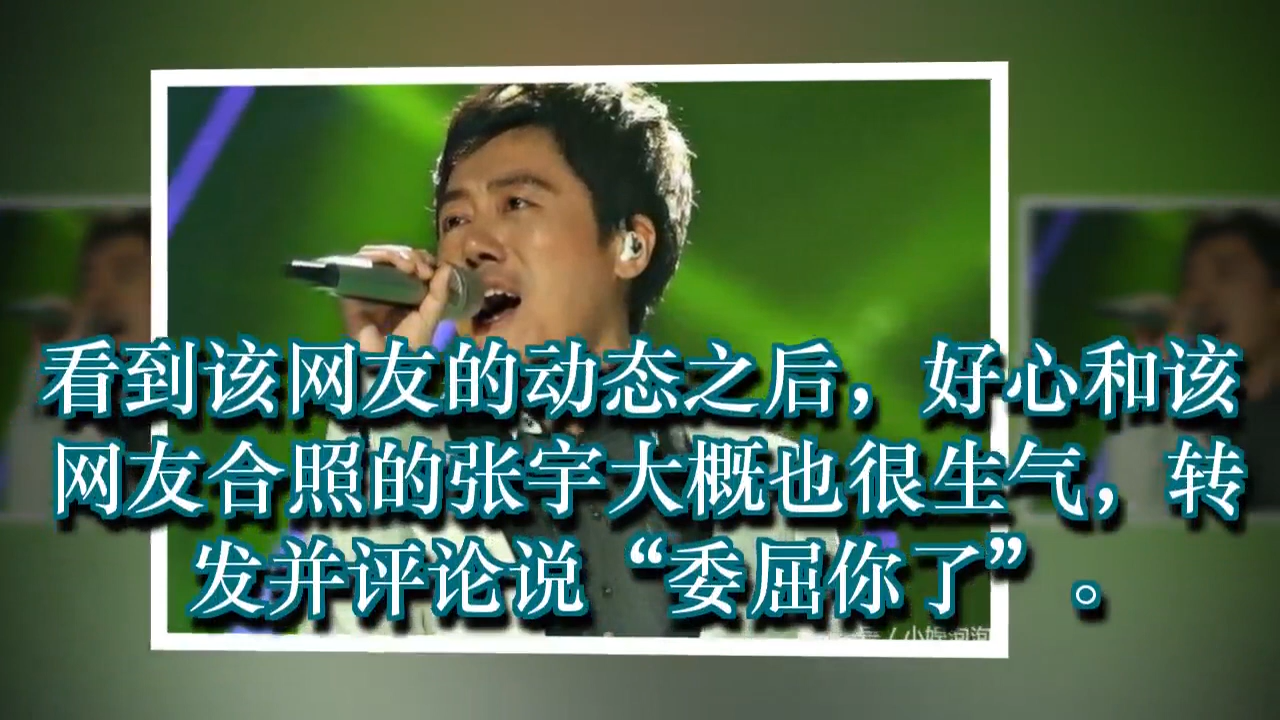 看到该网友的动态之后，好心和该
网友合照的张宇大概也很生气，转
发并评论说“委屈你了”。